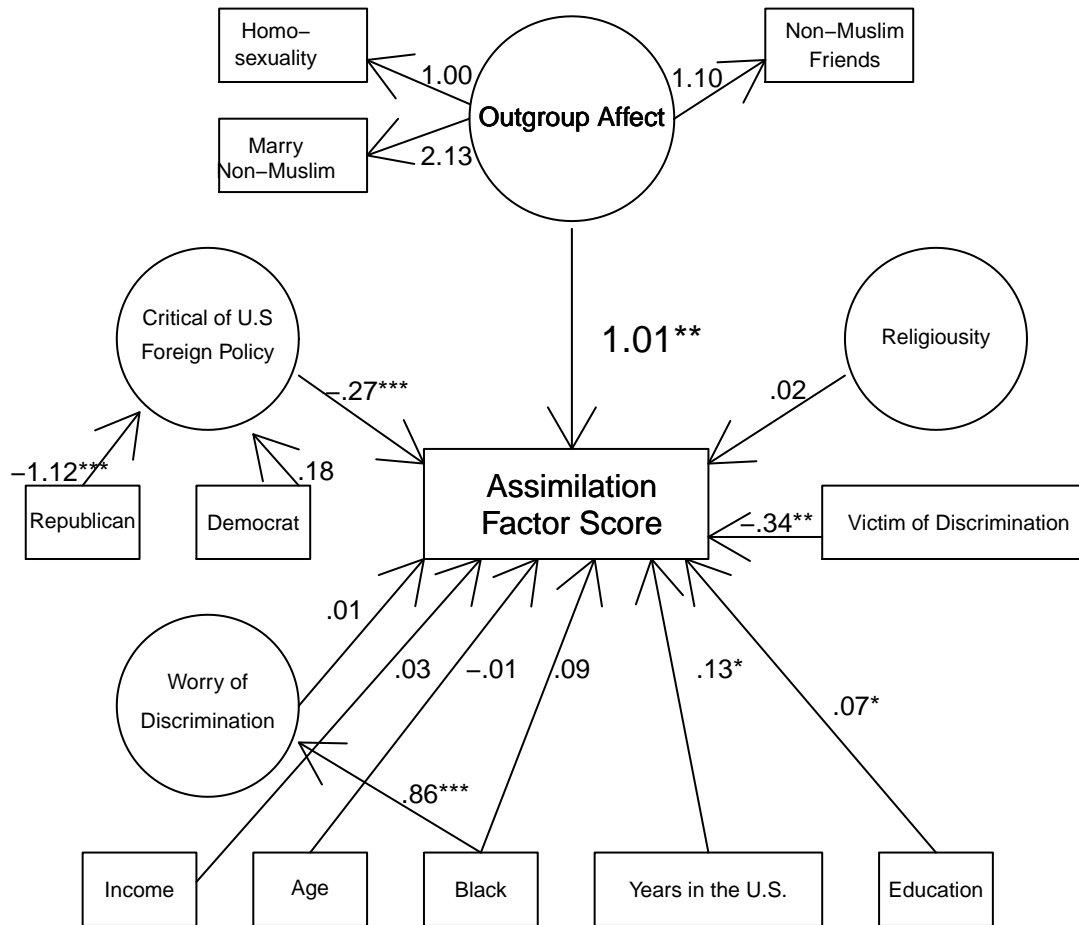 Homo−
sexuality
Non−Muslim
Friends
1.00
1.10
Outgroup Affect
Marry
Non−Muslim
2.13
Critical of U.S
Foreign Policy
1.01**
Religiousity
−.27***
.02
−1.12***
.18
Republican
Democrat
Assimilation
Factor Score
−.34**
Victim of Discrimination
.01
.03
−.01
.09
.13*
.07*
Worry of
Discrimination
.86***
Income
Age
Black
Years in the U.S.
Education